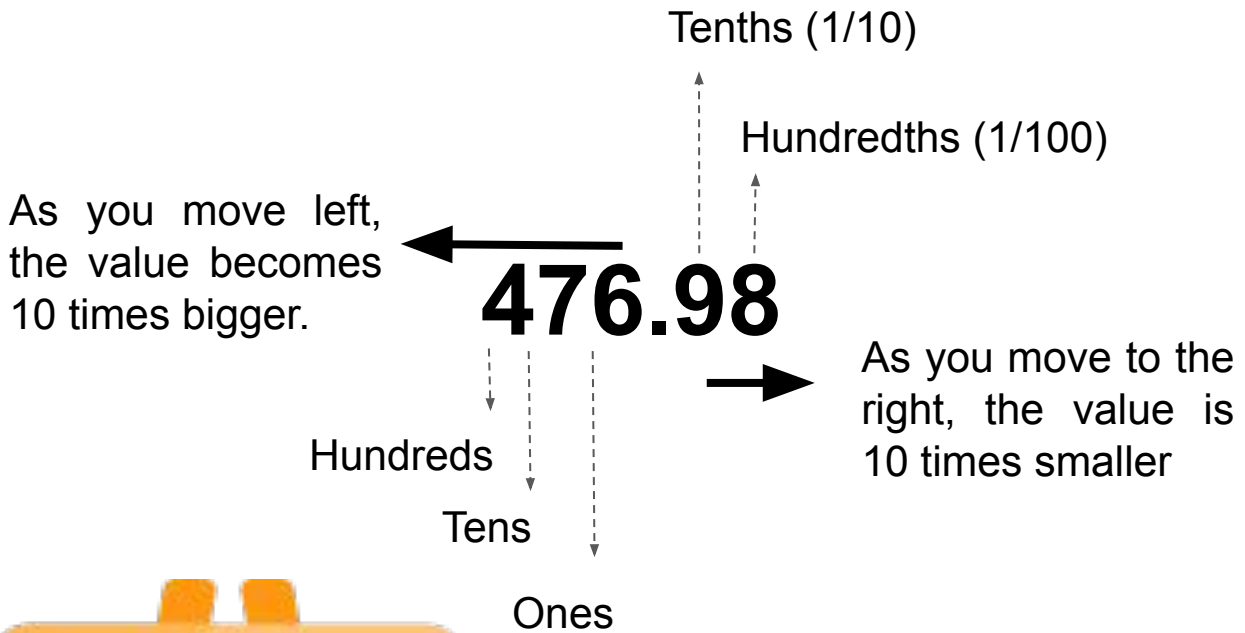 Tenths (1/10)
Hundredths (1/100)
As you move left,
the value becomes
10 times bigger.
476.98
As you move to the
right, the value is
10 times smaller
Hundreds
Tens
Ones